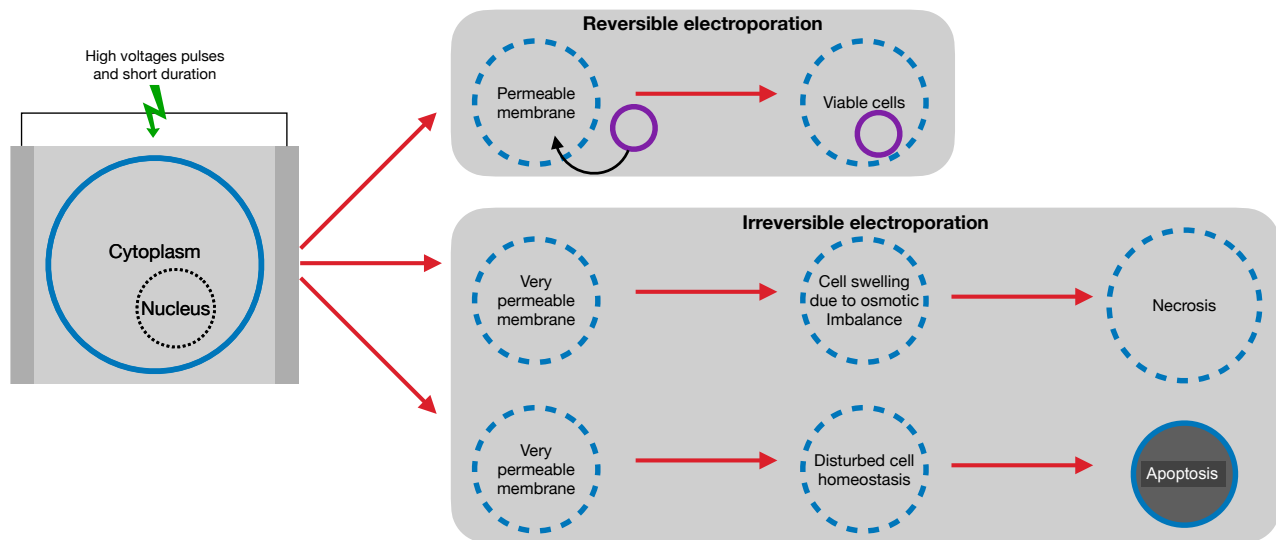 High voltages pulses
and short duration
Cytoplasm
Nucleus
Reversible electroporation
Permeable
membrane
Viable cells
Irreversible electroporation
Very
permeable
membrane
Cell swelling
due to osmotic
Imbalance
Necrosis
Very
permeable
membrane
Disturbed cell
homeostasis
Apoptosis